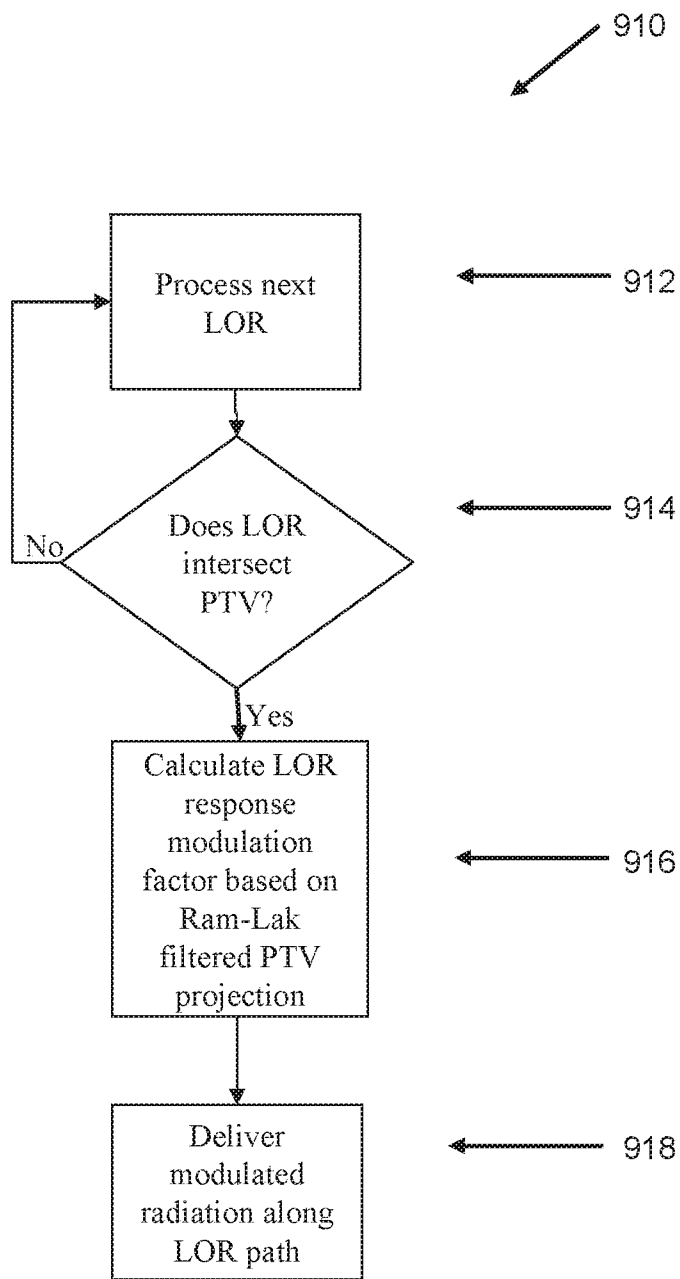 910
Process next
LOR
912
Does LOR
intersect
PTV?
914
No
Yes
Calculate LOR
response
modulation
factor based on
Ram-Lak
filtered PTV
projection
916
Deliver
modulated
radiation along
LOR path
918